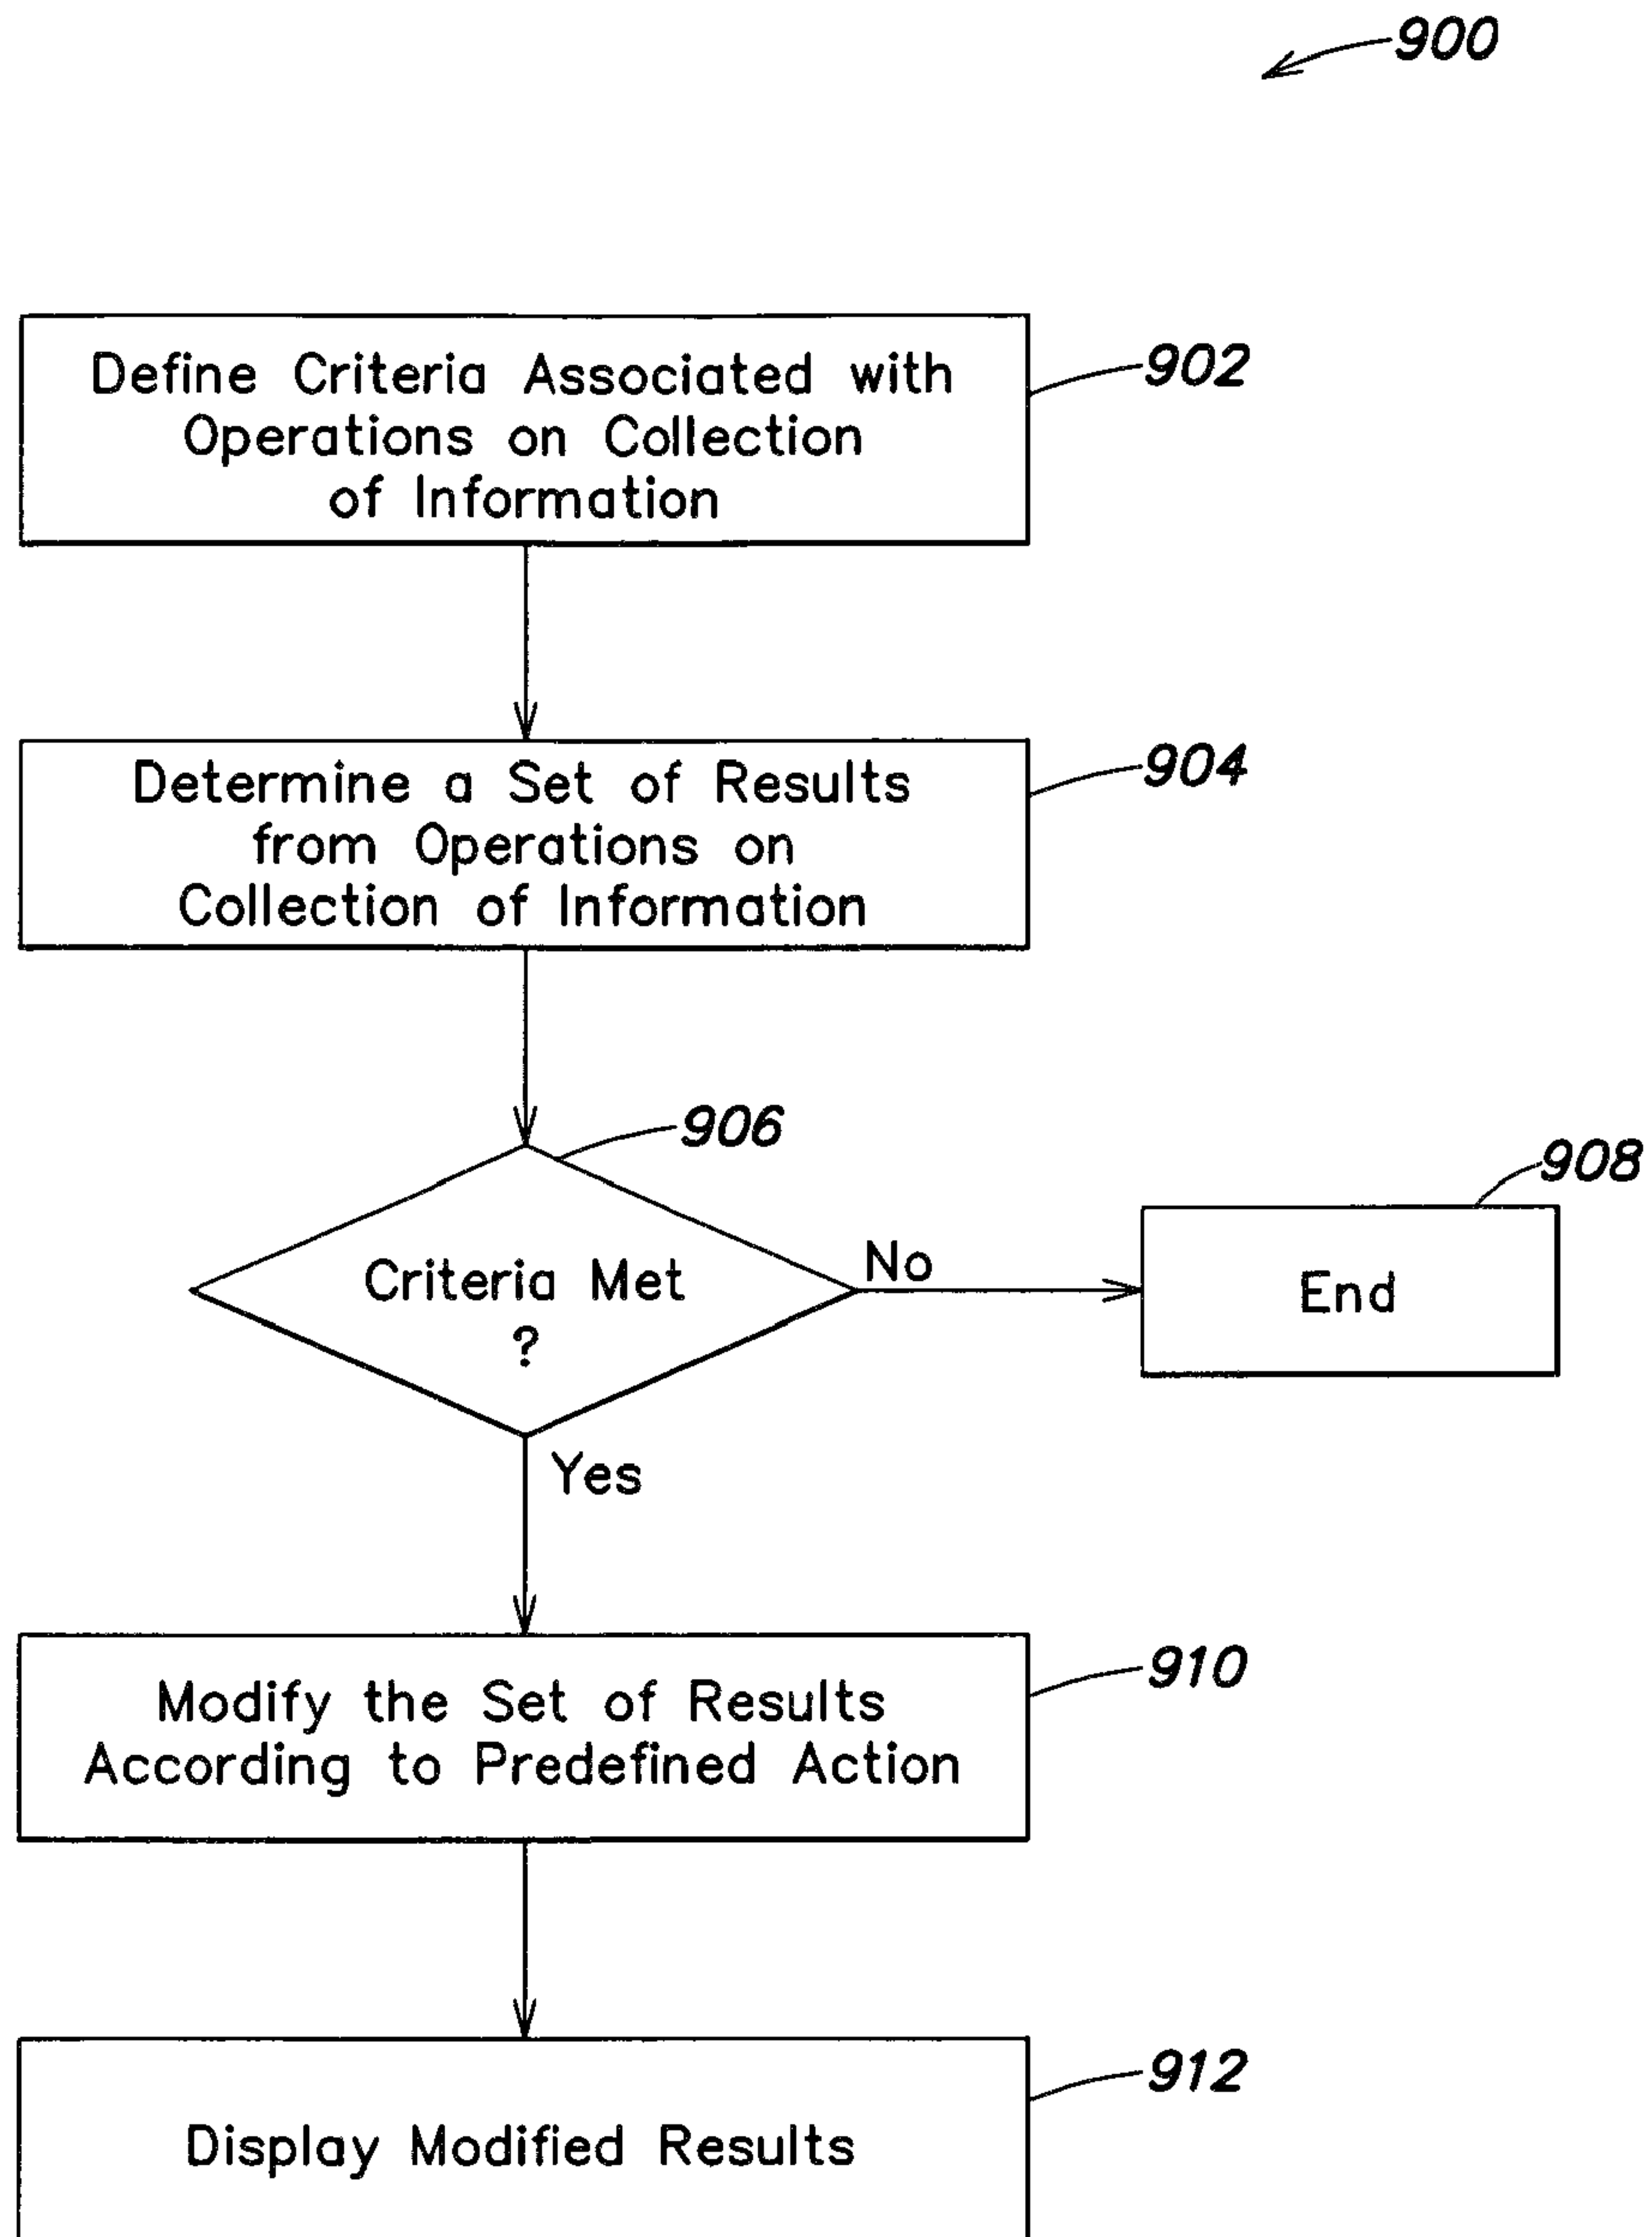 900
Define Criteria Associated with
Operations on Collection
of Information
902
Determine a Set of Results
from Operations on
Collection of Information
904
906
Criteria Met
?
No
908
End
Yes
Modify the Set of Results
According to Predefined Action
910
Display Modified Results
912